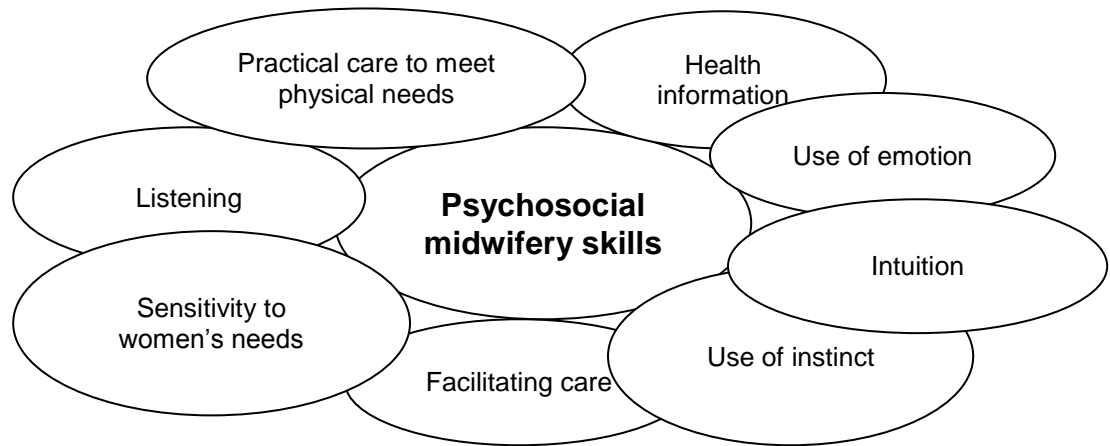 Practical care to meet
physical needs
Health
information
Use of emotion
Listening
Psychosocial
midwifery skills
Intuition
Sensitivity to
women's needs
Use of instinct
Facilitating care